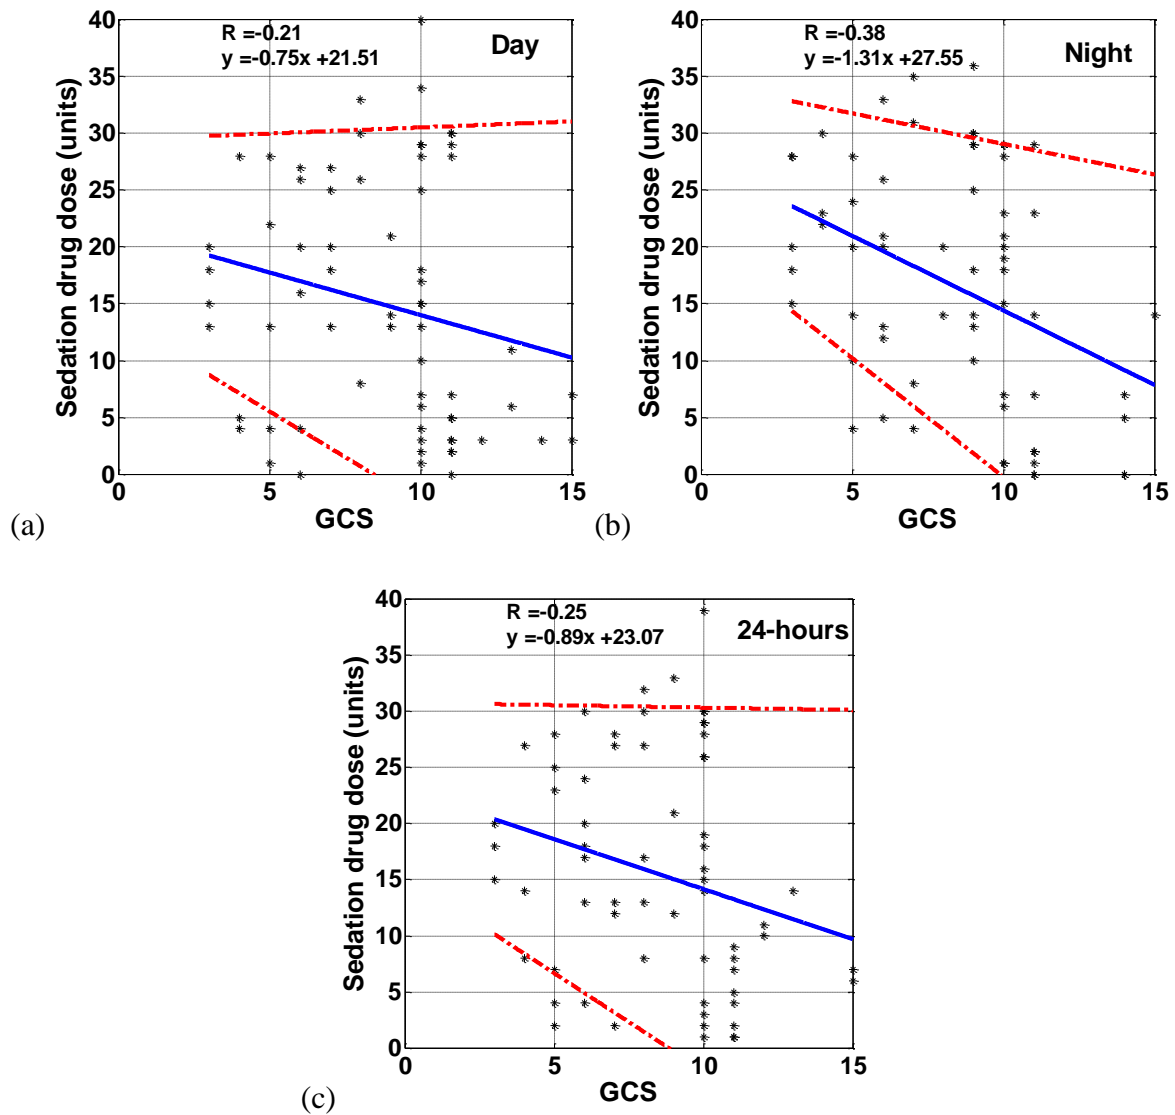 R =-0.21
y =-0.75x +21.51
Day
Sedation drug dose (units)
40
35
30
25
20
15
10
5
0
0 5 10 15
GCS
(a)
R =-0.38
y =-1.31x +27.55
Night
Sedation drug dose (units)
40
35
30
25
20
15
10
5
0
0 5 10 15
GCS
(b)
R =-0.25
y =-0.89x +23.07
24-hours
Sedation drug dose (units)
40
35
30
25
20
15
10
5
0
0 5 10 15
GCS
(c)